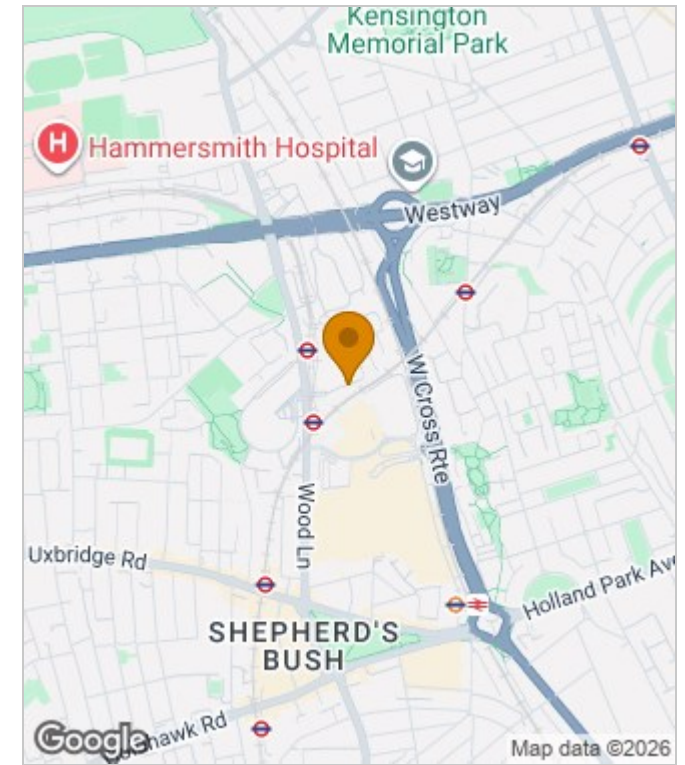 Kensington
Memorial Park
H
Hammersmith Hospital
Westway
W Cross Rte
Wood Ln
Uxbridge Rd
Holland Park Ave
SHEPHERD'S
BUSH
Rd
Google
Map data ©2026